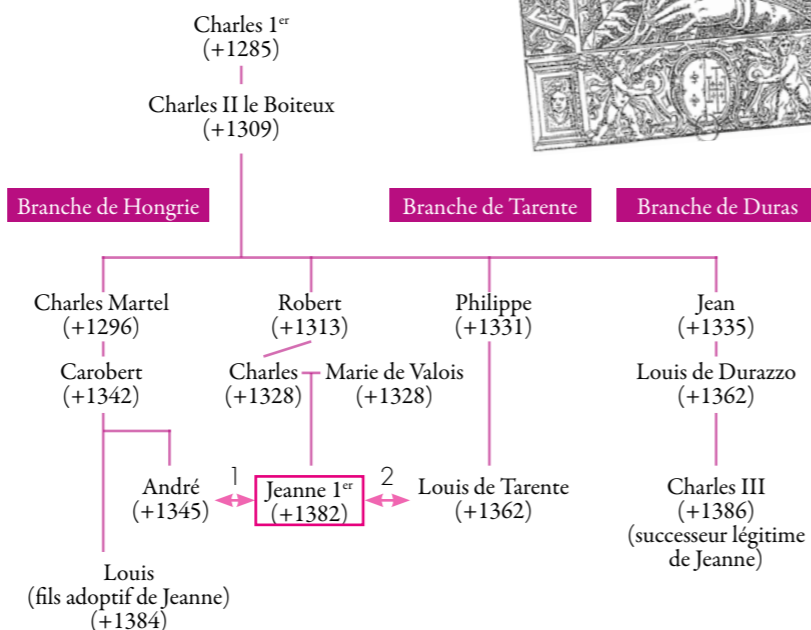 Charles 1er
(+1285)
Charles II le Boiteux
(+1309)
Branche de Hongrie
Branche de Tarente
Branche de Duras
Charles Martel
(+1296)
Robert
(+1313)
Philippe
(+1331)
Jean
(+1335)
Carobert
(+1342)
Charles
(+1328)
Marie de Valois
(+1328)
Louis de Durazzo
(+1362)
André
(+1345)
1
Jeanne 1er
(+1382)
2
Louis de Tarente
(+1362)
Charles III
(+1386)
(successeur légitime
de Jeanne)
Louis
(fils adoptif de Jeanne)
(+1384)